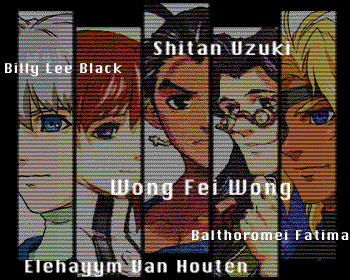 Shitan Uzuki
Billy Lee Black
Wong Fei Wong
Balthoromei Fatima
Elehayym Van Houten